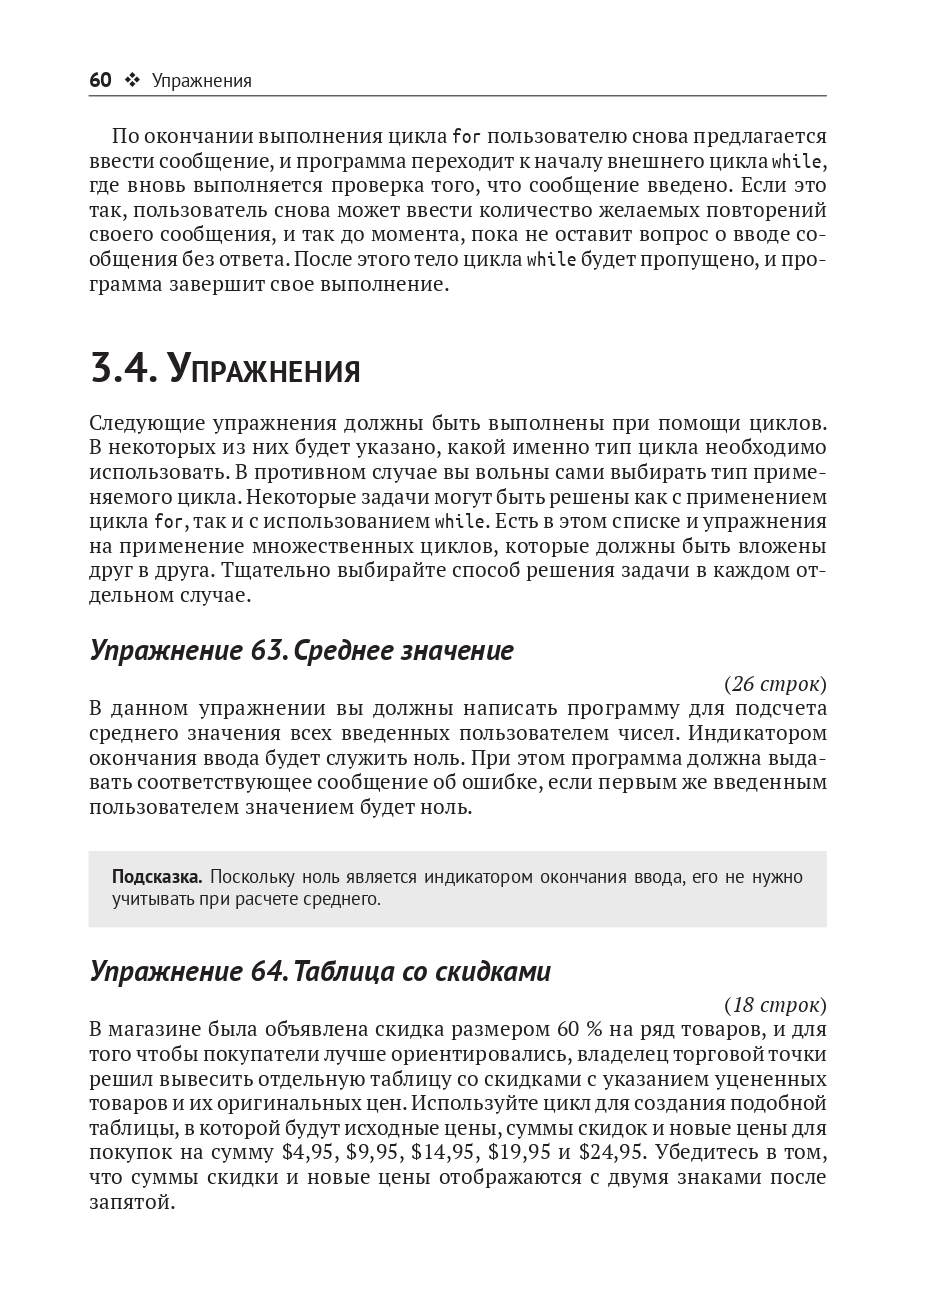 60 ❖ Упражнения
По окончании выполнения цикла for пользователю снова предлагается
ввести сообщение, и программа переходит к началу внешнего цикла while,
где вновь выполняется проверка того, что сообщение введено. Если это
так, пользователь снова может ввести количество желаемых повторений
своего сообщения, и так до момента, пока не оставит вопрос о вводе со-
общения без ответа. После этого тело цикла while будет пропущено, и про-
грамма завершит свое выполнение.
3.4. Упражнения
Следующие упражнения должны быть выполнены при помощи циклов.
В некоторых из них будет указано, какой именно тип цикла необходимо
использовать. В противном случае вы вольны сами выбирать тип приме-
няемого цикла. Некоторые задачи могут быть решены как с применением
цикла for, так и с использованием while. Есть в этом списке и упражнения
на применение множественных циклов, которые должны быть вложены
друг в друга. Тщательно выбирайте способ решения задачи в каждом от-
дельном случае.
Упражнение 63. Среднее значение
(26 строк)
В данном упражнении вы должны написать программу для подсчета
среднего значения всех введенных пользователем чисел. Индикатором
окончания ввода будет служить ноль. При этом программа должна выда-
вать соответствующее сообщение об ошибке, если первым же введенным
пользователем значением будет ноль.
Подсказка. Поскольку ноль является индикатором окончания ввода, его не нужно
учитывать при расчете среднего.
Упражнение 64. Таблица со скидками
(18 строк)
В магазине была объявлена скидка размером 60 % на ряд товаров, и для
того чтобы покупатели лучше ориентировались, владелец торговой точки
решил вывесить отдельную таблицу со скидками с указанием уцененных
товаров и их оригинальных цен. Используйте цикл для создания подобной
таблицы, в которой будут исходные цены, суммы скидок и новые цены для
покупок на сумму $4,95, $9,95, $14,95, $19,95 и $24,95. Убедитесь в том,
что суммы скидки и новые цены отображаются с двумя знаками после
запятой.